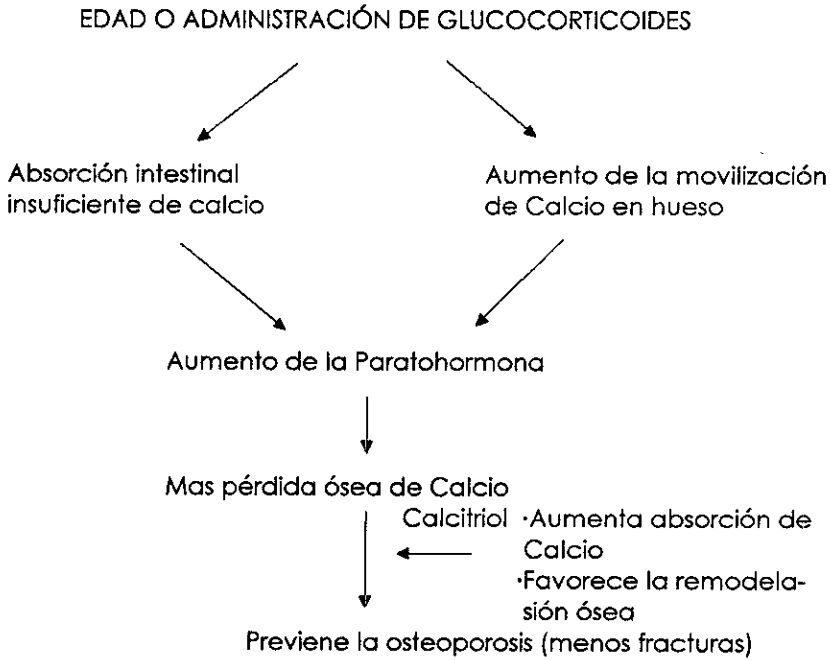 EDAD O ADMINISTRACIÓN DE GLUCOCORTICOIDES
Absorción intestinal
insuficiente de calcio
Aumento de la movilización
de Calcio en hueso
Aumento de la Paratohormona
Mas pérdida ósea de Calcio
Calcitriol ·Aumenta absorción de
Calcio
·Favorece la remodela-
sión ósea
Previene la osteoporosis (menos fracturas)